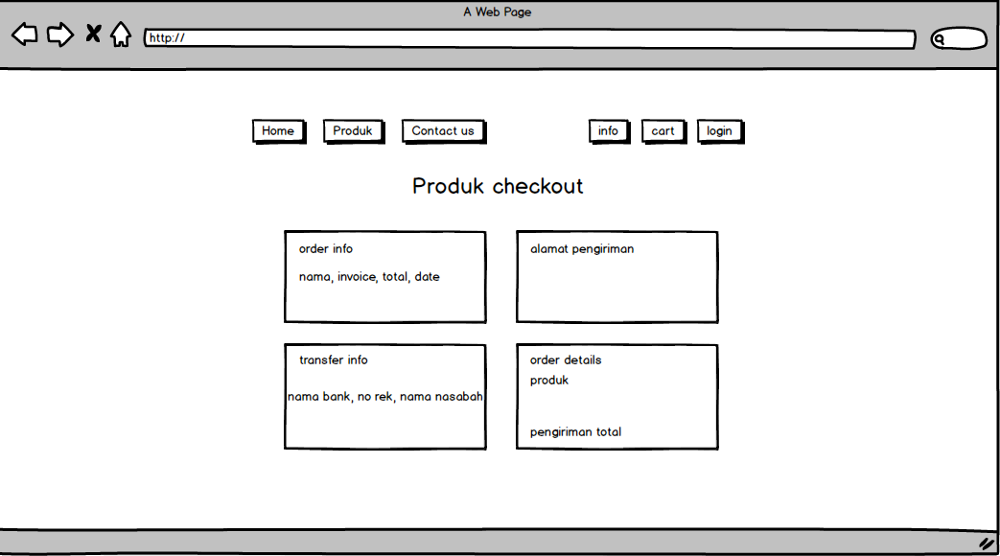 A Web Page
http://
Home Produk Contact us info cart login
Produk checkout
order info
nama, invoice, total, date
alamat pengiriman
transfer info
nama bank, no rek, nama nasabah
order details
produk
pengiriman total